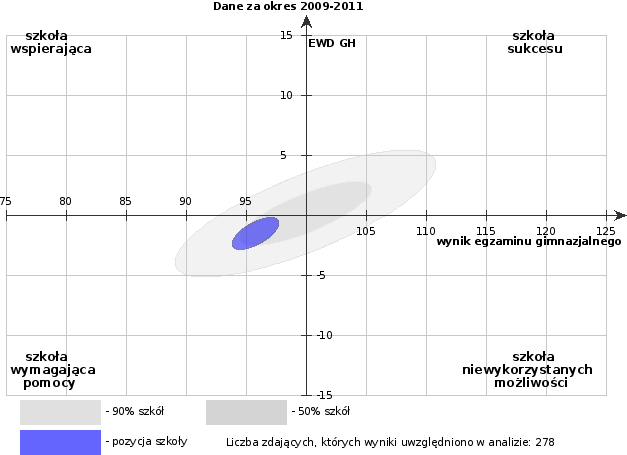 Dane za okres 2009-2011
szkoła
wspierająca
15
EWD GH
szkoła
sukcesu
10
5
75 80 85 90 95
105 110 115 120 125
wynik egzaminu gimnazjalnego
-5
-10
szkoła
wymagająca
pomocy
szkoła
niewykorzystanych
możliwości
-15
- 90% szkół
- 50% szkół
- pozycja szkoły
Liczba zdających, których wyniki uwzględniono w analizie: 278